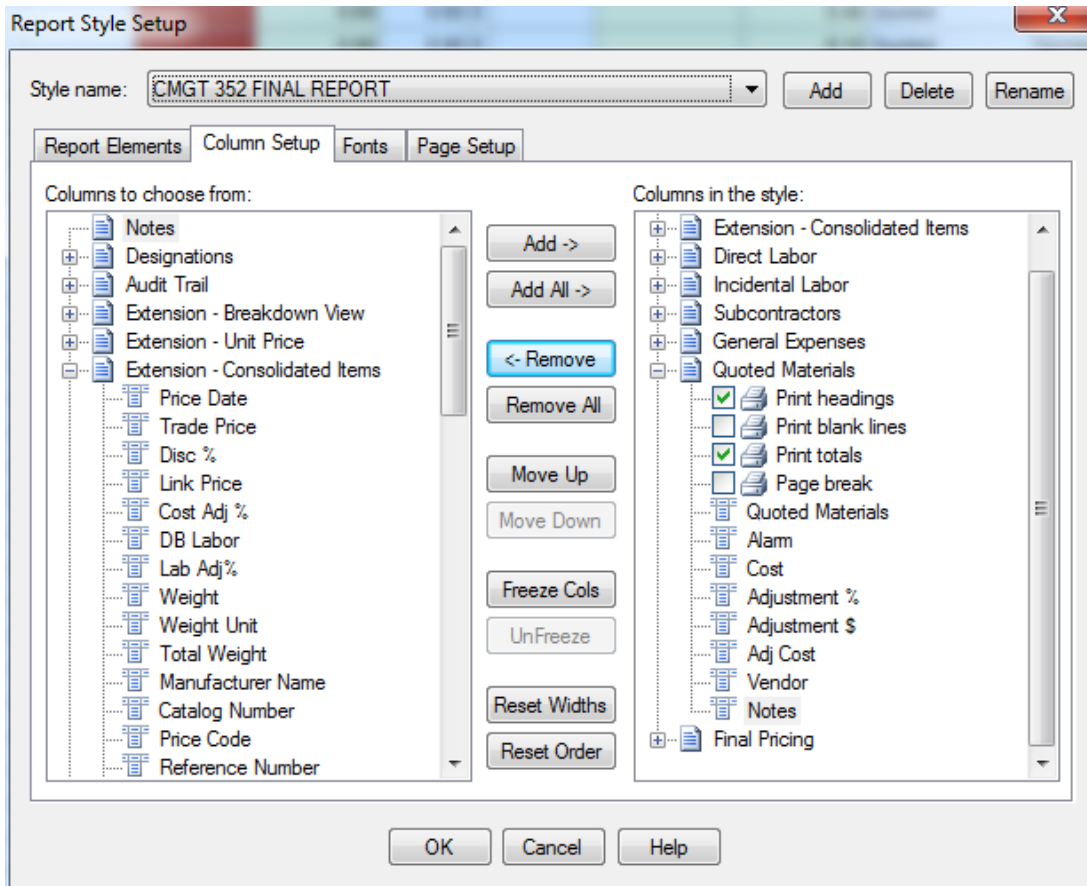 Report Style Setup
Style name: CMGT 352 FINAL REPORT Add Delete Rename
Report Elements Column Setup Fonts Page Setup
Columns to choose from:
Notes
Designations
Audit Trail
Extension - Breakdown View
Extension - Unit Price
Extension - Consolidated Items
Price Date
Trade Price
Disc %
Link Price
Cost Adj %
DB Labor
Lab Adj%
Weight
Weight Unit
Total Weight
Manufacturer Name
Catalog Number
Price Code
Reference Number
Add ->
Add All ->
<- Remove
Remove All
Move Up
Move Down
Freeze Cols
UnFreeze
Reset Widths
Reset Order
Columns in the style:
Extension - Consolidated Items
Direct Labor
Incidental Labor
Subcontractors
General Expenses
Quoted Materials
Print headings
Print blank lines
Print totals
Page break
Quoted Materials
Alarm
Cost
Adjustment %
Adjustment $
Adj Cost
Vendor
Notes
Final Pricing
OK Cancel Help